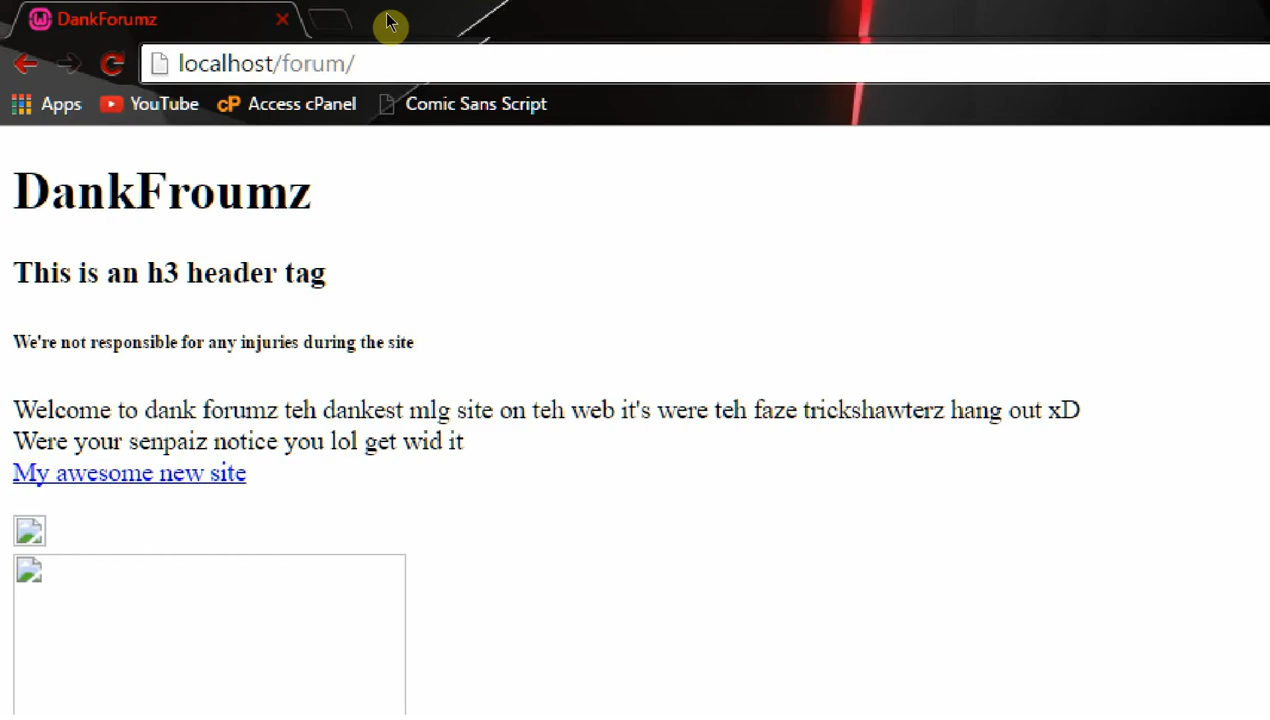 DankForumz
localhost/forum/
Apps YouTube cP Access cPanel Comic Sans Script
DankFroumz
This is an h3 header tag
We're not responsible for any injuries during the site
Welcome to dank forumz teh dankest mlg site on teh web it's were teh faze trickshawterz hang out xD
Were your senpaiz notice you lol get wid it
My awesome new site